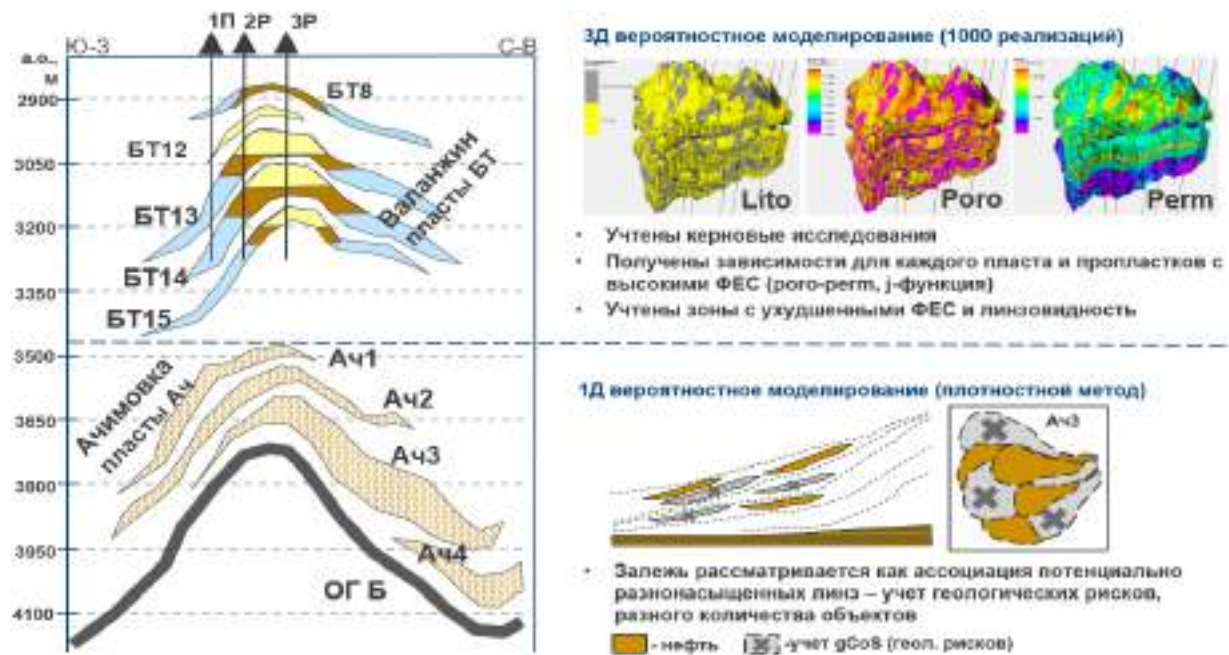 1П 2Р 3Р
Ю-З
С-В
а.о., м
2900
3050
3200
3350
3500
3650
3800
3950
4100
БТ8
БТ12
БТ13
БТ14
БТ15
Валанжин
пласты БТ
Ачимовка
пласты Ач
Ач1
Ач2
Ач3
Ач4
ОГ Б
3Д вероятностное моделирование (1000 реализаций)
Lito
Poro
Perm
• Учтены керновые исследования
• Получены зависимости для каждого пласта и пропластков с
высокими ФЕС (poro-perm, j-функция)
• Учтены зоны с ухудшенными ФЕС и линзовидность
1Д вероятностное моделирование (плотностной метод)
Ач3
• Залежь рассматривается как ассоциация потенциально
разнонасыщенных линз – учет геологических рисков,
разного количества объектов
- нефть
-учет gCoS (геол. рисков)